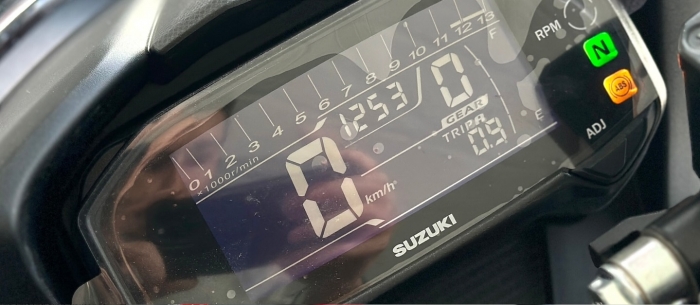 0 1 2 3 4 5 6 7 8 9 10 11 12 13
×1000r/min
1253
0
GEAR
F
E
TRIP A
0.9
0
km/h
SUZUKI
RPM
N
ABS
ADJ